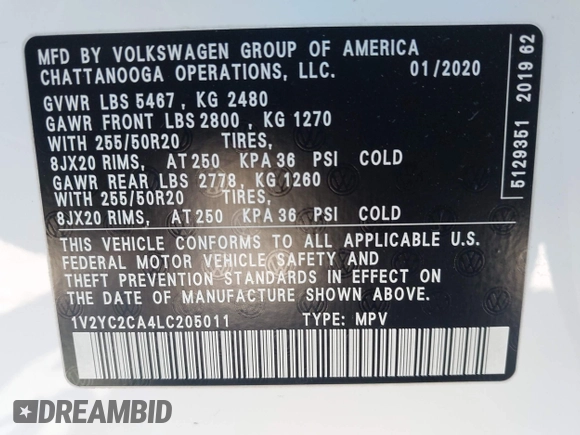 MFD BY VOLKSWAGEN GROUP OF AMERICA
CHATTANOOGA OPERATIONS, LLC. 01/2020
GVWR LBS 5467 , KG 2480
GAWR FRONT LBS 2800 , KG 1270
WITH 255/50R20 TIRES,
8JX20 RIMS, AT 250 KPA 36 PSI COLD
GAWR REAR LBS 2778 , KG 1260
WITH 255/50R20 TIRES,
8JX20 RIMS, AT 250 KPA 36 PSI COLD
THIS VEHICLE CONFORMS TO ALL APPLICABLE U.S.
FEDERAL MOTOR VEHICLE SAFETY AND
THEFT PREVENTION STANDARDS IN EFFECT ON
THE DATE OF MANUFACTURE SHOWN ABOVE.
1V2YC2CA4LC205011 TYPE: MPV
5129351 2019 62
DREAMBID